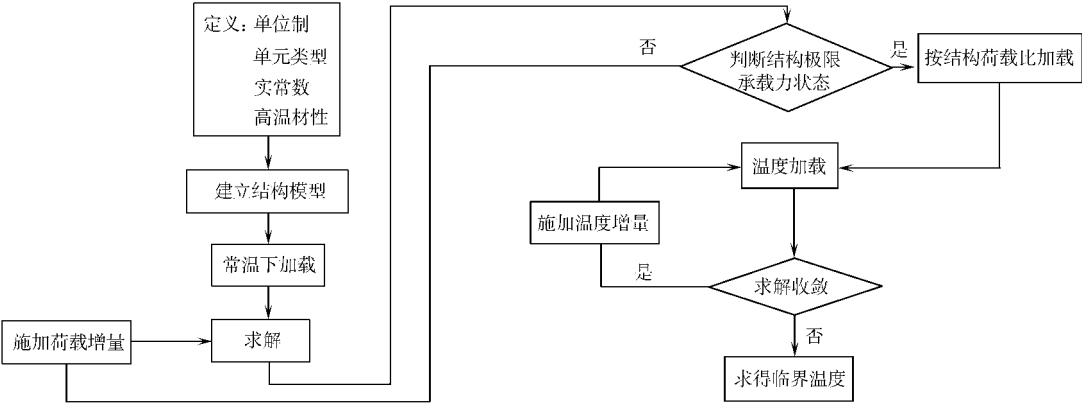 定义：单位制
单元类型
实常数
高温材性
建立结构模型
常温下加载
施加荷载增量
求解
否
判断结构极限
承载力状态
是
按结构荷载比加载
温度加载
施加温度增量
是
求解收敛
否
求得临界温度